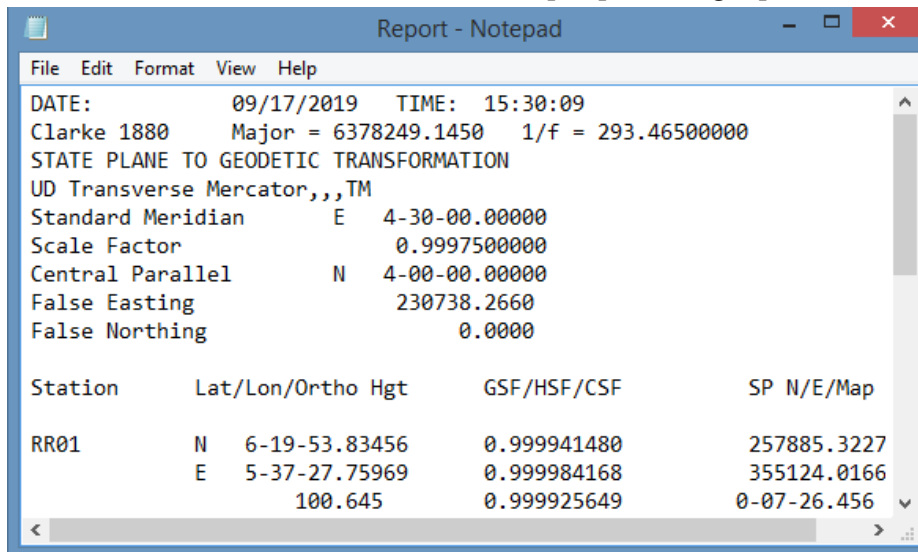 Report - Notepad
File Edit Format View Help
DATE: 09/17/2019 TIME: 15:30:09
Clarke 1880 Major = 6378249.1450 1/f = 293.46500000
STATE PLANE TO GEODETIC TRANSFORMATION
UD Transverse Mercator,,,TM
Standard Meridian E 4-30-00.00000
Scale Factor 0.9997500000
Central Parallel N 4-00-00.00000
False Easting 230738.2660
False Northing 0.0000
Station Lat/Lon/Ortho Hgt GSF/HSF/CSF SP N/E/Map
RR01 N 6-19-53.83456 0.999941480 257885.3227
E 5-37-27.75969 0.999984168 355124.0166
100.645 0.999925649 0-07-26.456